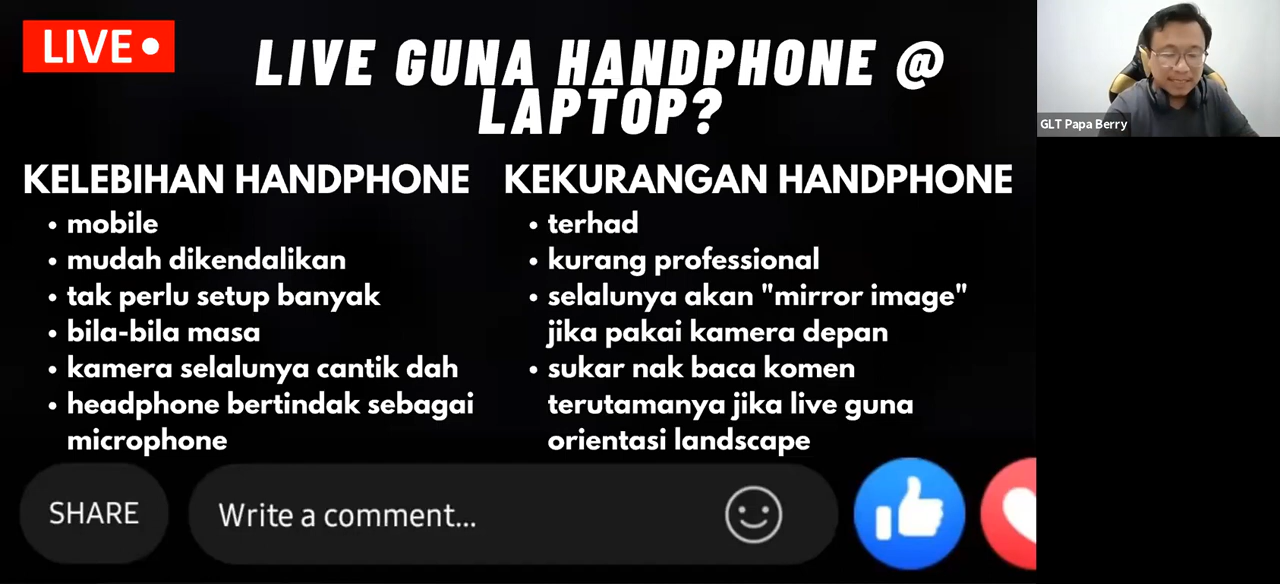 LIVE
LIVE GUNA HANDPHONE @
LAPTOP?
GLT Papa Berry
KELEBIHAN HANDPHONE
• mobile
• mudah dikendalikan
• tak perlu setup banyak
• bila-bila masa
• kamera selalunya cantik dah
• headphone bertindak sebagai
microphone
KEKURANGAN HANDPHONE
• terhad
• kurang professional
• selalunya akan "mirror image"
jika pakai kamera depan
• sukar nak baca komen
terutamanya jika live guna
orientasi landscape
SHARE
Write a comment...